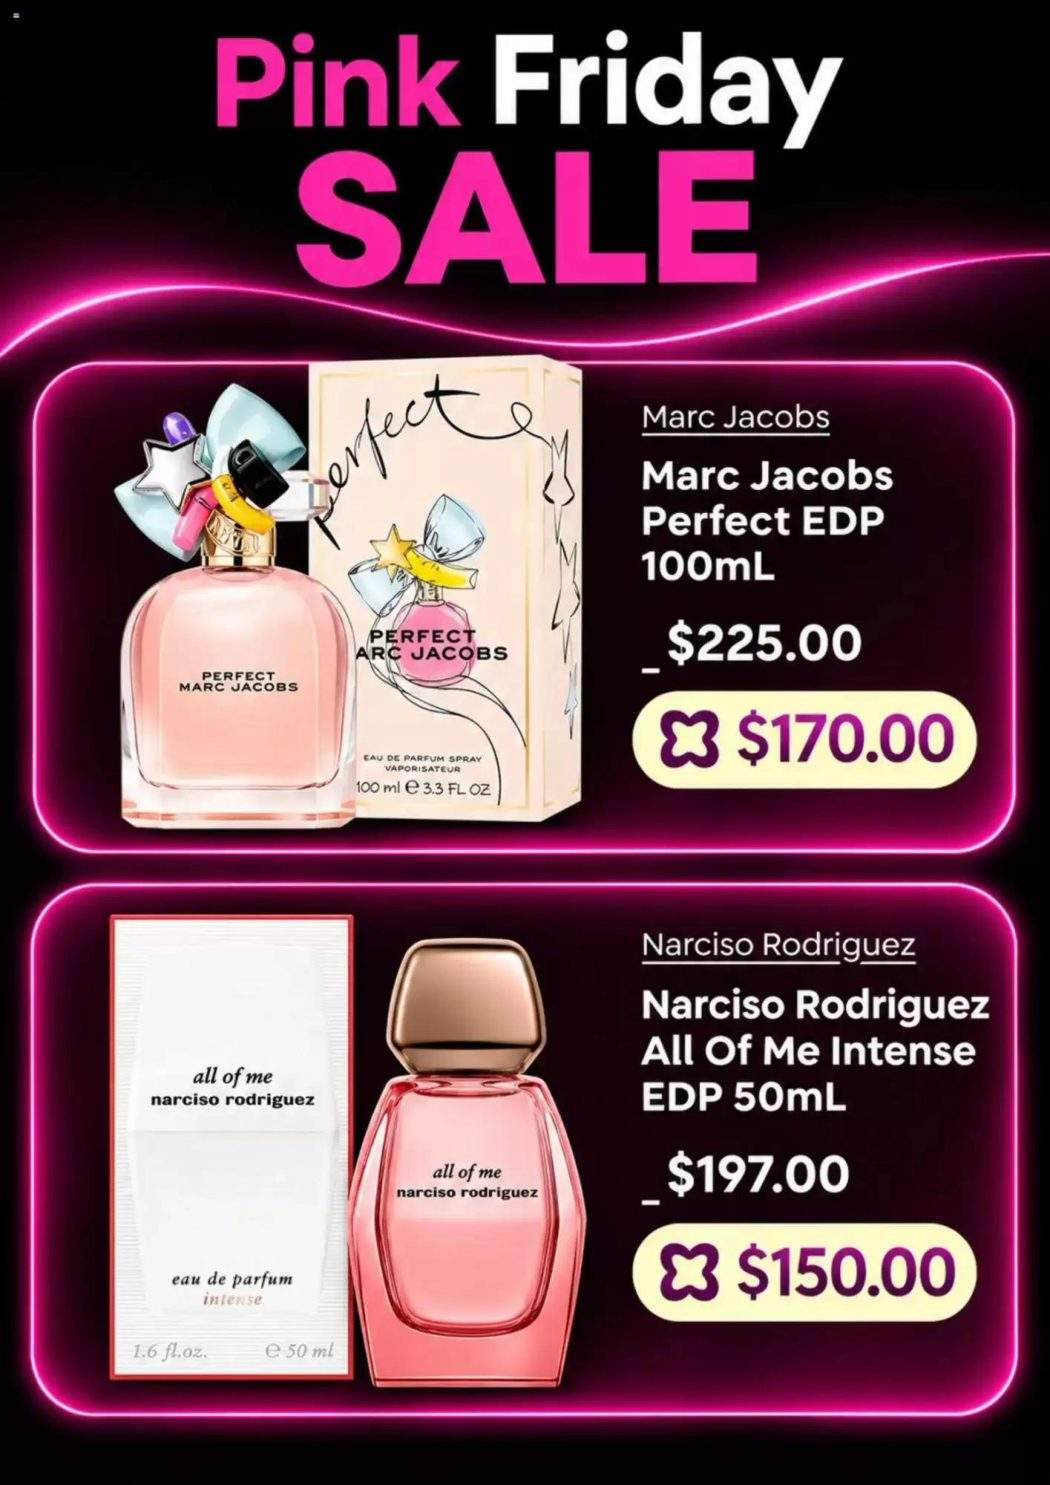 Pink Friday
SALE
perfect
PERFECT
MARC JACOBS
PERFECT
ARC JACOBS
EAU DE PARFUM SPRAY
VAPORISATEUR
100 ml ℮ 3.3 FL OZ
Marc Jacobs
Marc Jacobs
Perfect EDP
100mL
_ $225.00
$170.00
all of me
narciso rodriguez
eau de parfum
intense
1.6 fl.oz. ℮ 50 ml
all of me
narciso rodriguez
Narciso Rodriguez
Narciso Rodriguez
All Of Me Intense
EDP 50mL
_ $197.00
$150.00